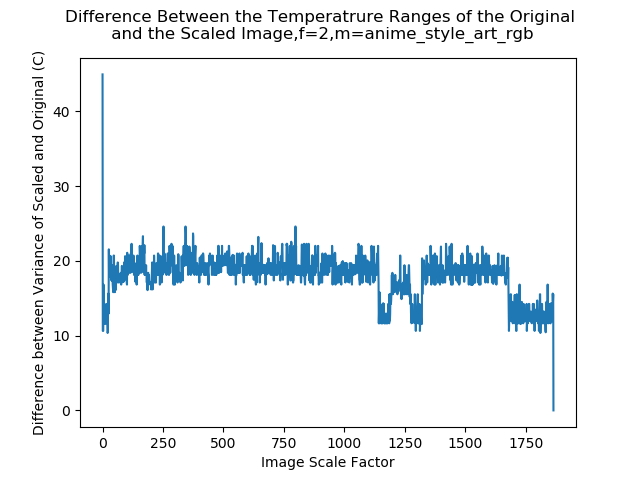 Difference Between the Temperatrure Ranges of the Original
and the Scaled Image,f=2,m=anime_style_art_rgb
Difference between Variance of Scaled and Original (C)
40
30
20
10
0
0 250 500 750 1000 1250 1500 1750
Image Scale Factor